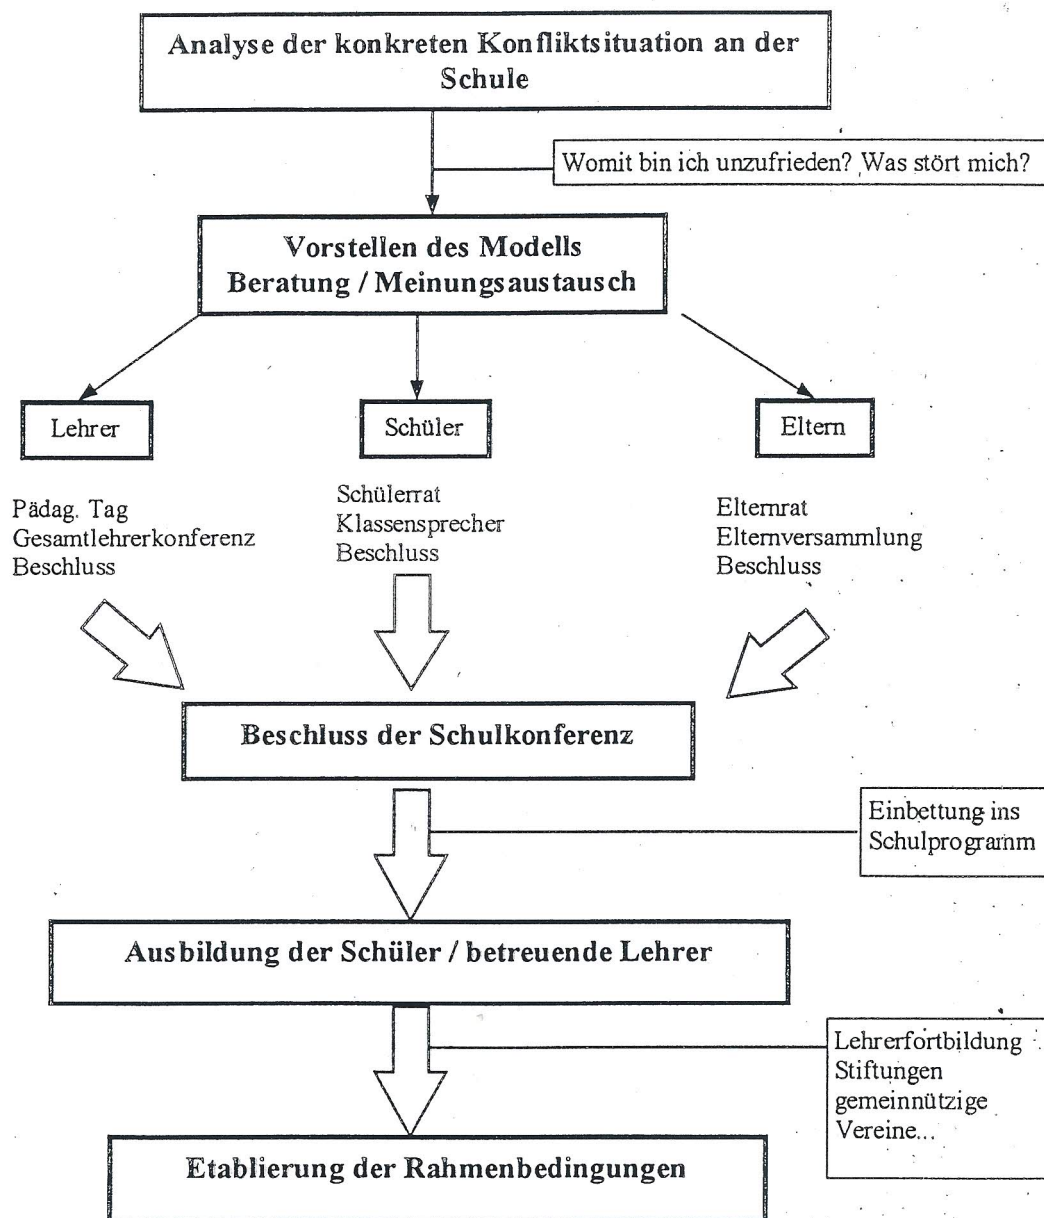 Analyse der konkreten Konfliktsituation an der
Schule
Womit bin ich unzufrieden? Was stört mich?
Vorstellen des Modells
Beratung / Meinungsaustausch
Lehrer
Schüler
Eltern
Pädag. Tag
Gesamtlehrerkonferenz
Beschluss
Schülerrat
Klassensprecher
Beschluss
Elternrat
Elternversammlung
Beschluss
Beschluss der Schulkonferenz
Einbettung ins
Schulprogramm
Ausbildung der Schüler / betreuende Lehrer
Lehrerfortbildung
Stiftungen
gemeinnützige
Vereine...
Etablierung der Rahmenbedingungen